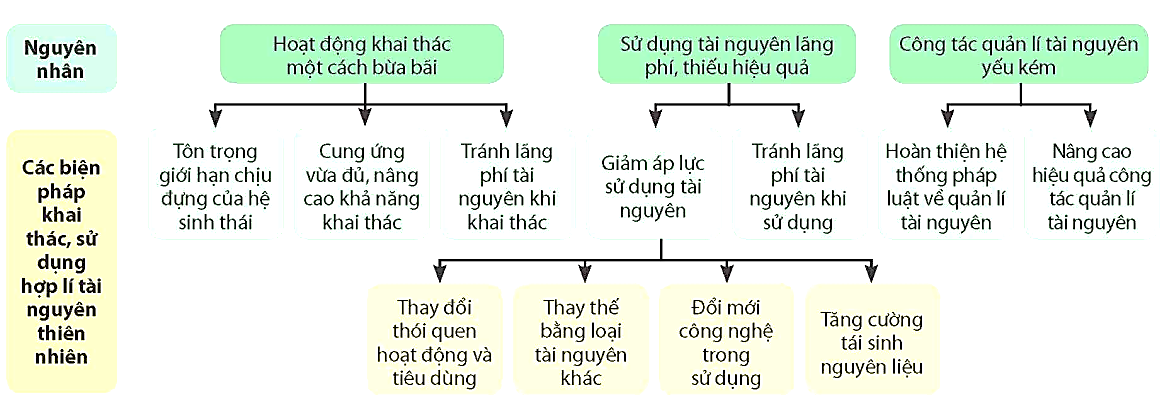 Nguyên
nhân
Hoạt động khai thác
một cách bừa bãi
Sử dụng tài nguyên lãng
phí, thiếu hiệu quả
Công tác quản lí tài nguyên
yếu kém
Các biện
pháp
khai
thác, sử
dụng
hợp lí tài
nguyên
thiên
nhiên
Tôn trọng
giới hạn chịu
đựng của hệ
sinh thái
Cung ứng
vừa đủ, nâng
cao khả năng
khai thác
Tránh lãng
phí tài
nguyên khi
khai thác
Giảm áp lực
sử dụng tài
nguyên
Tránh lãng
phí tài
nguyên khi
sử dụng
Hoàn thiện hệ
thống pháp
luật về quản lí
tài nguyên
Nâng cao
hiệu quả công
tác quản lí
tài nguyên
Thay đổi
thói quen
hoạt động và
tiêu dùng
Thay thế
bằng loại
tài nguyên
khác
Đổi mới
công nghệ
trong
sử dụng
Tăng cường
tái sinh
nguyên liệu